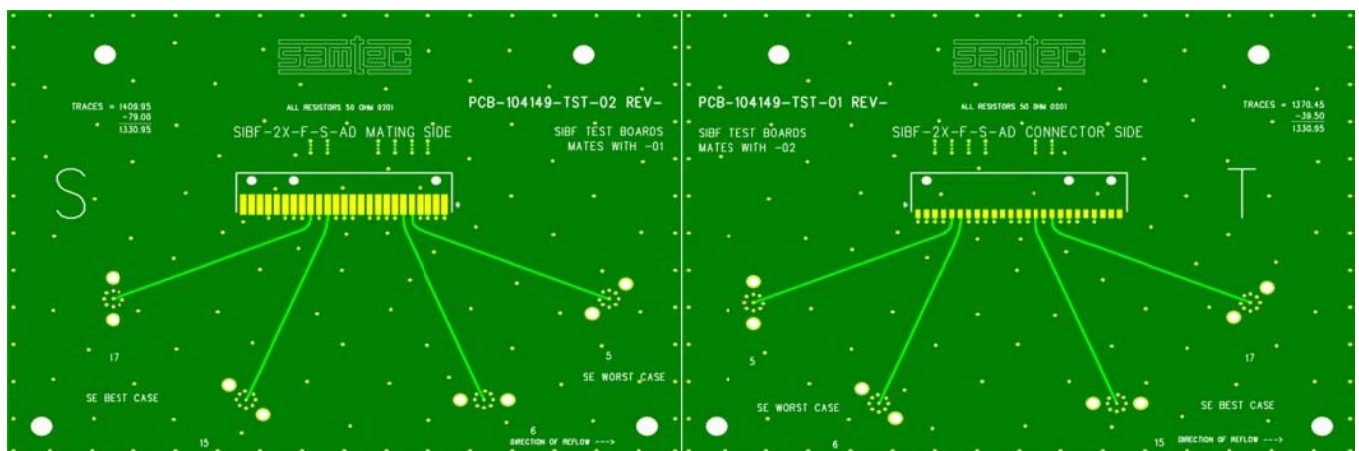 samtec
TRACES = 1409.95
-79.00
1330.95
ALL RESISTORS 50 OHM 0201
PCB-104149-TST-02 REV-
SIBF-2X-F-S-AD MATING SIDE
SIBF TEST BOARDS
MATES WITH -01
S
*
17
5
SE BEST CASE
SE WORST CASE
15
6
DIRECTION OF REFLOW --->
samtec
PCB-104149-TST-01 REV-
ALL RESISTORS 50 OHM 0201
TRACES = 1370.45
-39.50
1330.95
SIBF TEST BOARDS
MATES WITH -02
SIBF-2X-F-S-AD CONNECTOR SIDE
T
*
5
17
SE WORST CASE
SE BEST CASE
6
15
DIRECTION OF REFLOW --->